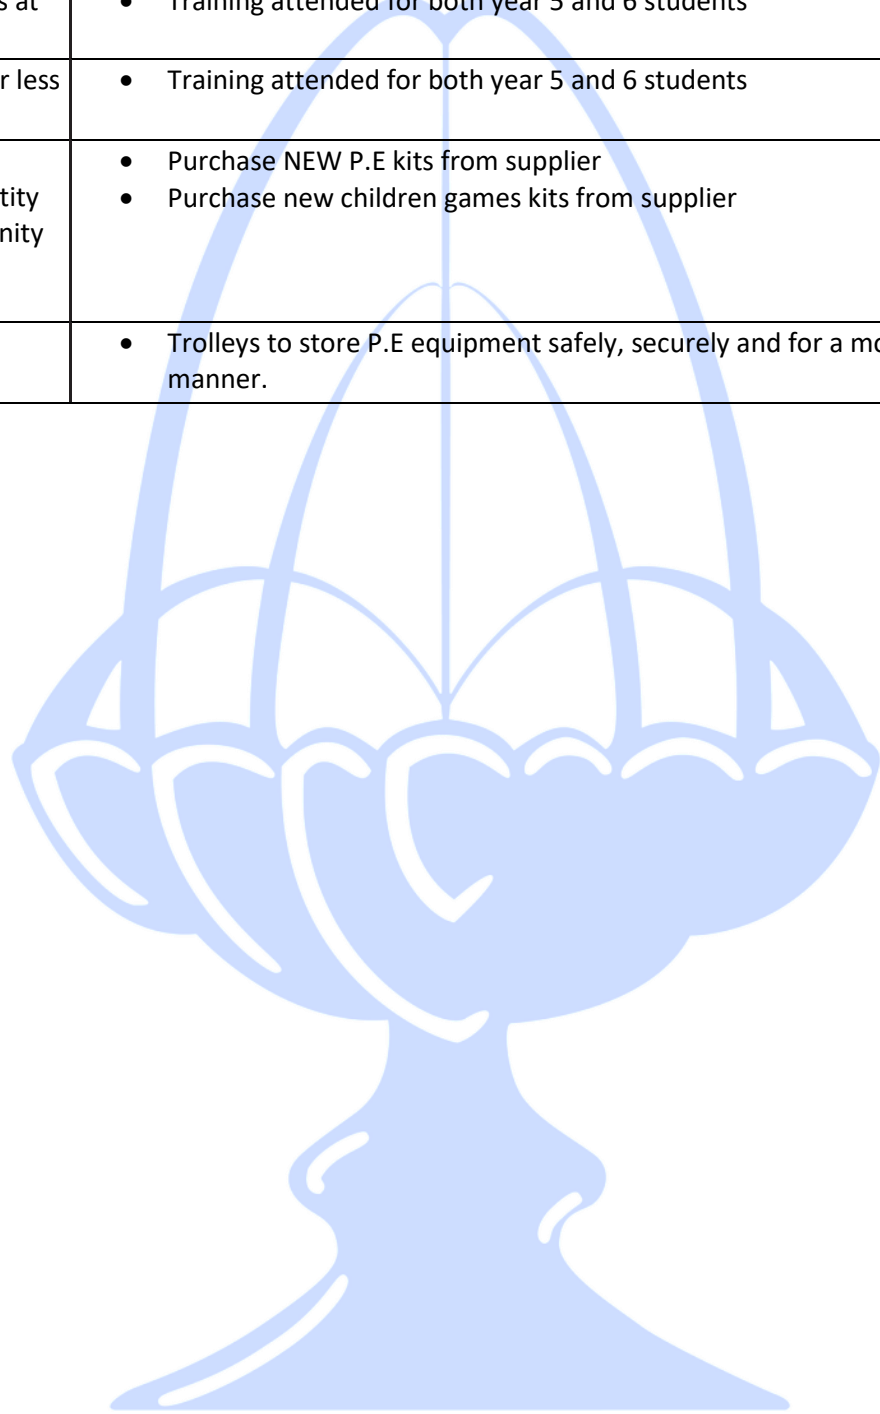 s at
• Training attended for both year 5 and 6 students
r less
• Training attended for both year 5 and 6 students
• Purchase NEW P.E kits from supplier
tity
• Purchase new children games kits from supplier
nity
• Trolleys to store P.E equipment safely, securely and for a mo
manner.